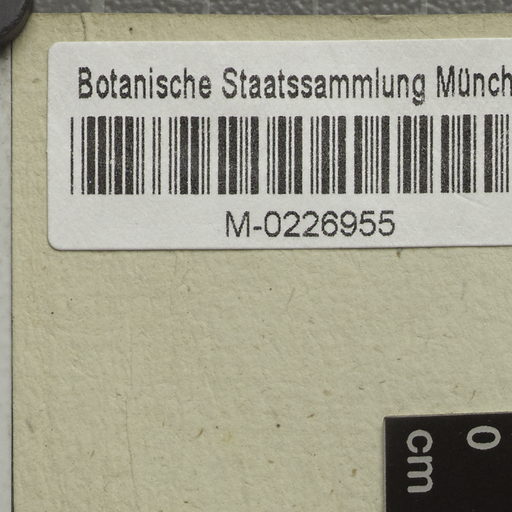 Botanische Staatssammlung Münch
M-0226955
0
cm